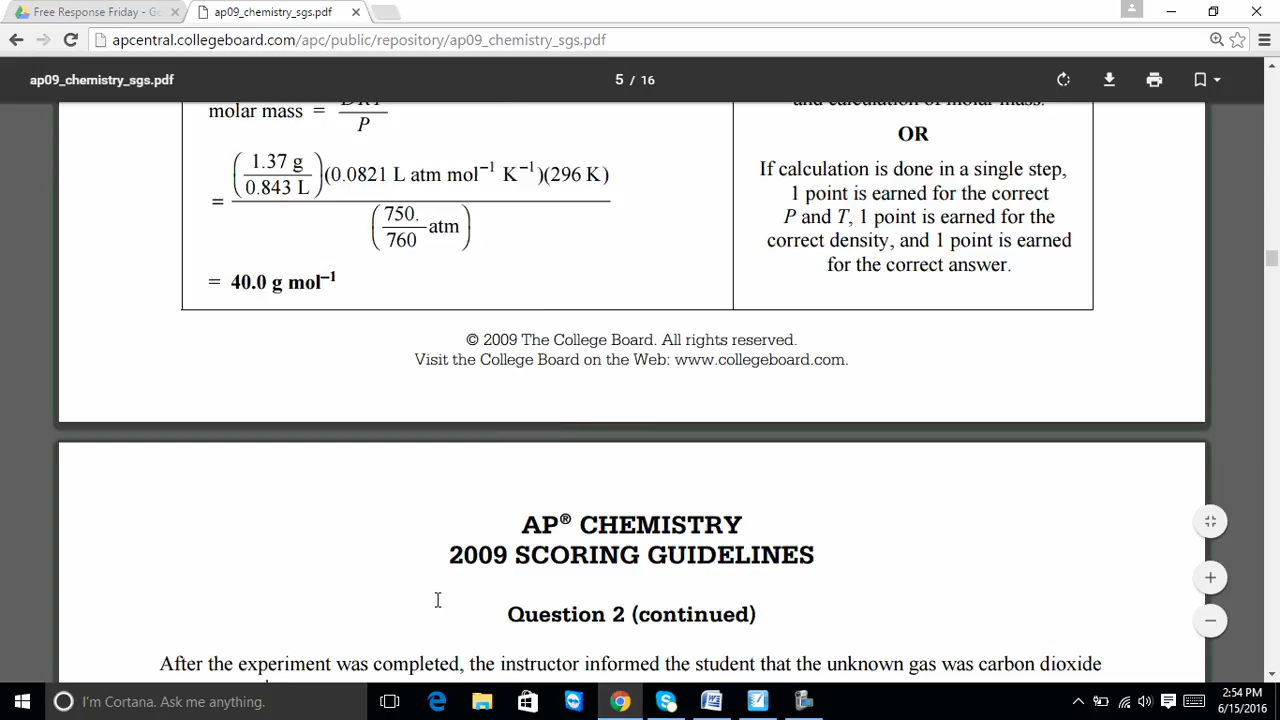 Free Response Friday - Go
ap09_chemistry_sgs.pdf
apcentral.collegeboard.com/apc/public/repository/ap09_chemistry_sgs.pdf
ap09_chemistry_sgs.pdf
5 / 16
and calculation of molar mass.
molar mass = DRT / P
OR
If calculation is done in a single step,
1 point is earned for the correct
P and T, 1 point is earned for the
correct density, and 1 point is earned
for the correct answer.
= (1.37 g / 0.843 L)(0.0821 L atm mol⁻¹ K⁻¹)(296 K)
(750. / 760 atm)
= 40.0 g mol⁻¹
© 2009 The College Board. All rights reserved.
Visit the College Board on the Web: www.collegeboard.com.
AP® CHEMISTRY
2009 SCORING GUIDELINES
Question 2 (continued)
After the experiment was completed, the instructor informed the student that the unknown gas was carbon dioxide
I'm Cortana. Ask me anything.
2:54 PM
6/15/2016